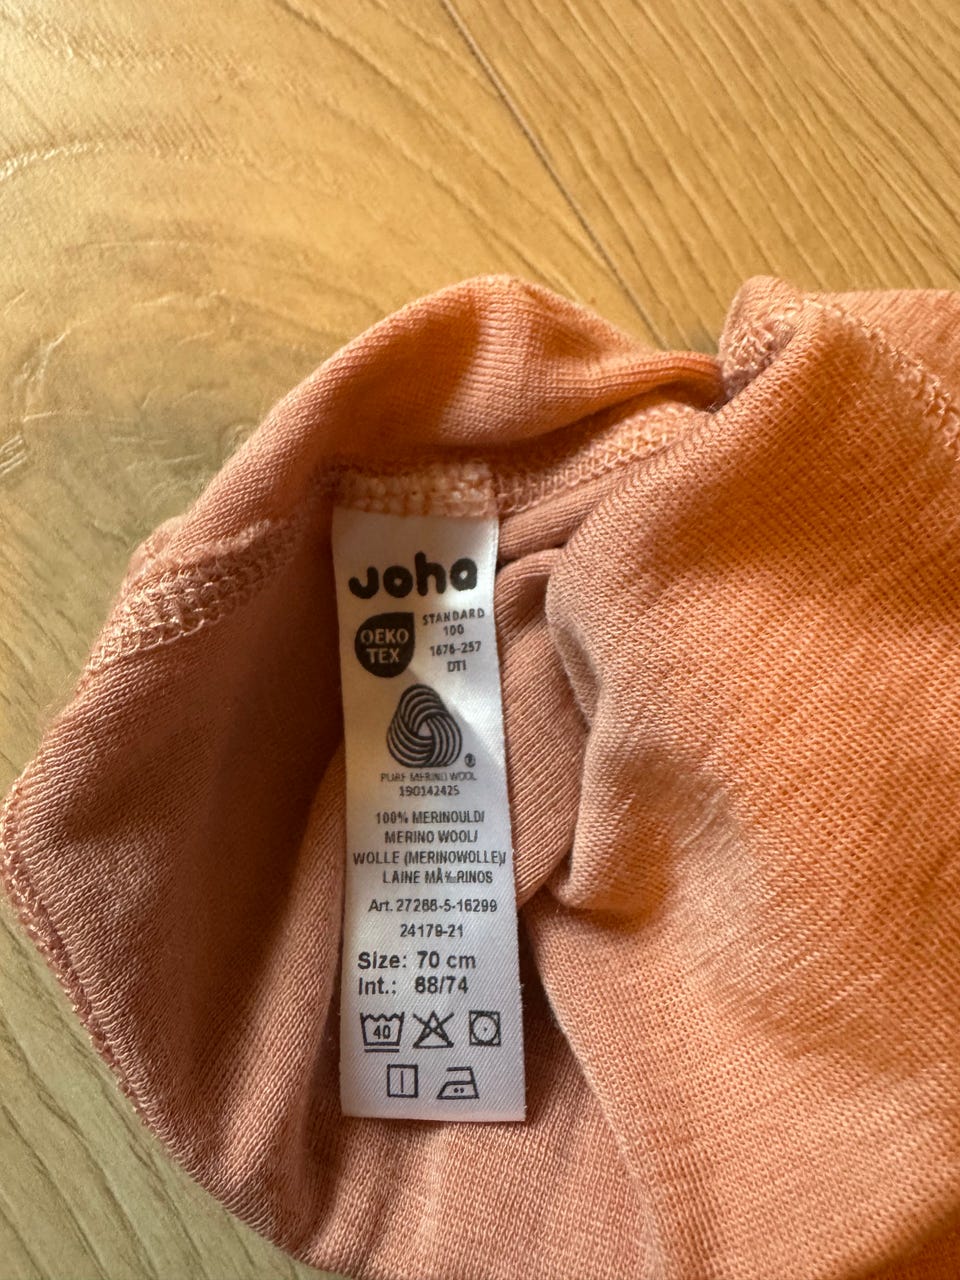 Joha
OEKO
TEX
STANDARD
100
1676-257
DTI
PURE MERINO WOOL
190142425
100% MERINOULD/
MERINO WOOL/
WOLLE (MERINOWOLLE)/
LAINE MÃ‰RINOS
Art. 27266-5-16299
24179-21
Size: 70 cm
Int.: 68/74
40